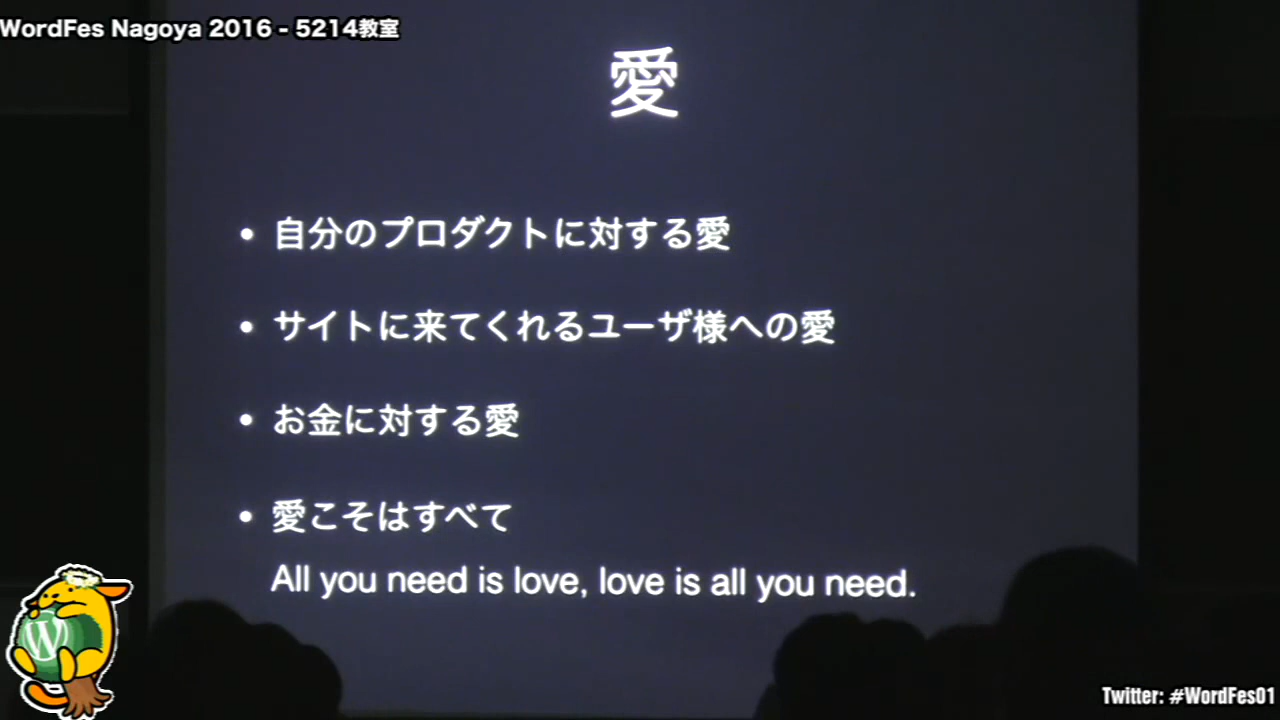 WordFes Nagoya 2016 - 5214教室
愛
• 自分のプロダクトに対する愛
• サイトに来てくれるユーザ様への愛
• お金に対する愛
• 愛こそはすべて
All you need is love, love is all you need.
W
Twitter: #WordFes01